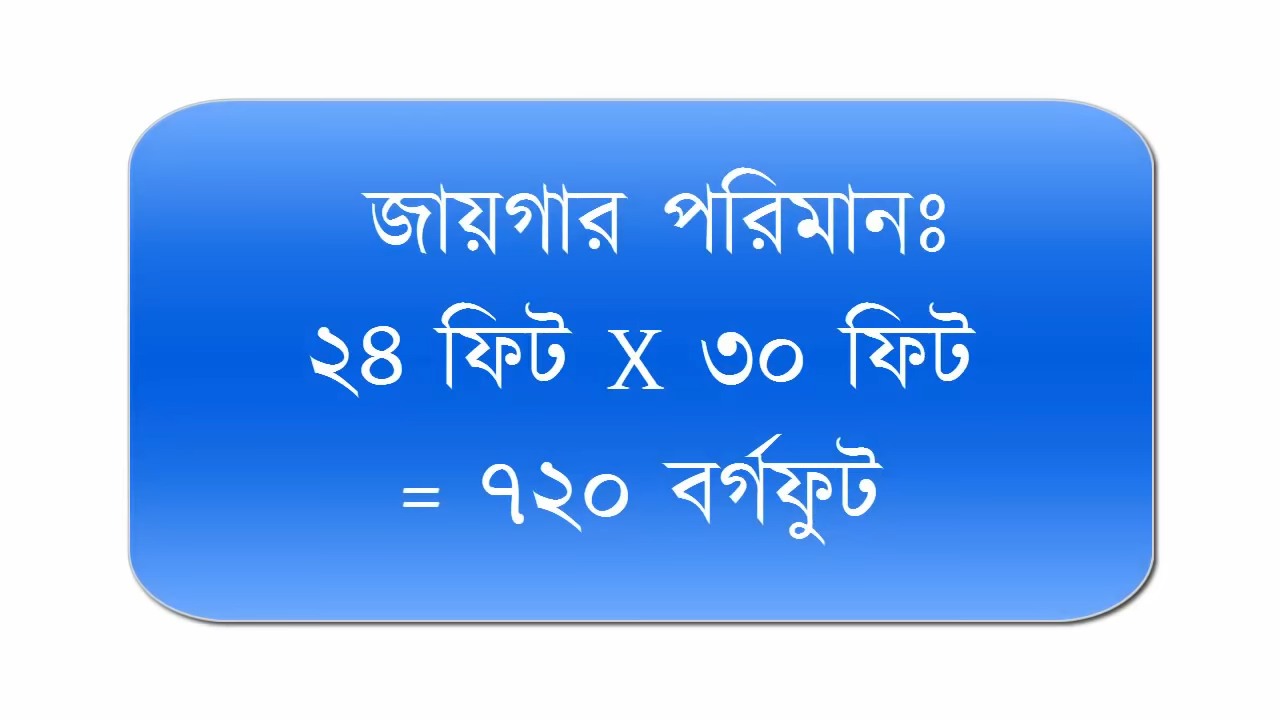 জায়গার পরিমানঃ
২৪ ফিট X ৩০ ফিট
= ৭২০ বর্গফুট